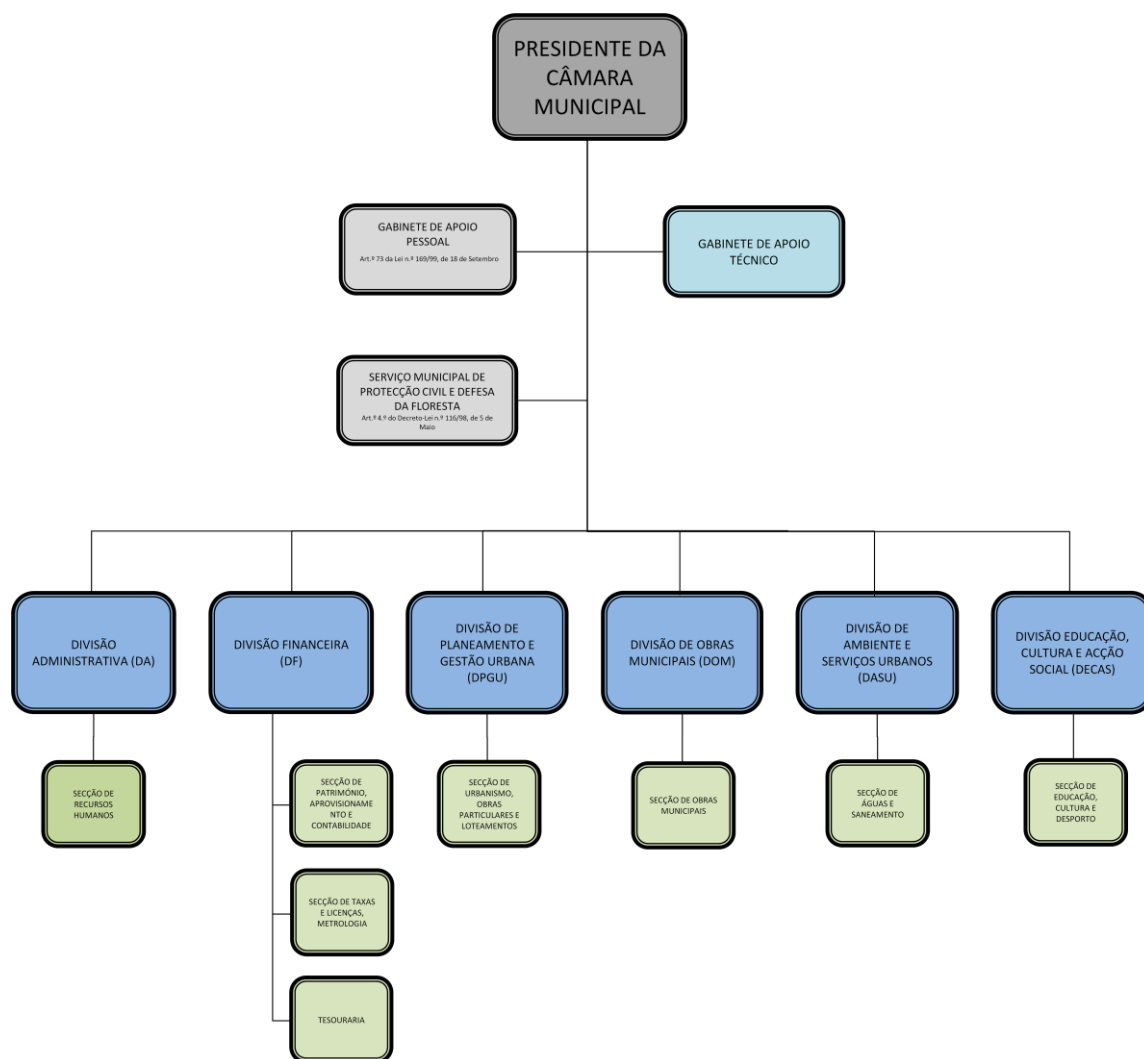 PRESIDENTE DA
CÂMARA
MUNICIPAL
GABINETE DE APOIO
PESSOAL
Art.º 73 da Lei n.º 169/99, de 18 de Setembro
GABINETE DE APOIO
TÉCNICO
SERVIÇO MUNICIPAL DE
PROTECÇÃO CIVIL E DEFESA
DA FLORESTA
Art.º 4.º do Decreto-Lei n.º 116/98, de 5 de
Maio
DIVISÃO
ADMINISTRATIVA (DA)
DIVISÃO FINANCEIRA
(DF)
DIVISÃO DE
PLANEAMENTO E
GESTÃO URBANA
(DPGU)
DIVISÃO DE OBRAS
MUNICIPAIS (DOM)
DIVISÃO DE
AMBIENTE E
SERVIÇOS URBANOS
(DASU)
DIVISÃO EDUCAÇÃO,
CULTURA E ACÇÃO
SOCIAL (DECAS)
SECÇÃO DE
RECURSOS
HUMANOS
SECÇÃO DE
PATRIMÓNIO,
APROVISIONAME
NTO E
CONTABILIDADE
SECÇÃO DE
URBANISMO,
OBRAS
PARTICULARES E
LOTEAMENTOS
SECÇÃO DE OBRAS
MUNICIPAIS
SECÇÃO DE
ÁGUAS E
SANEAMENTO
SECÇÃO DE
EDUCAÇÃO,
CULTURA E
DESPORTO
SECÇÃO DE TAXAS
E LICENÇAS,
METROLOGIA
TESOURARIA